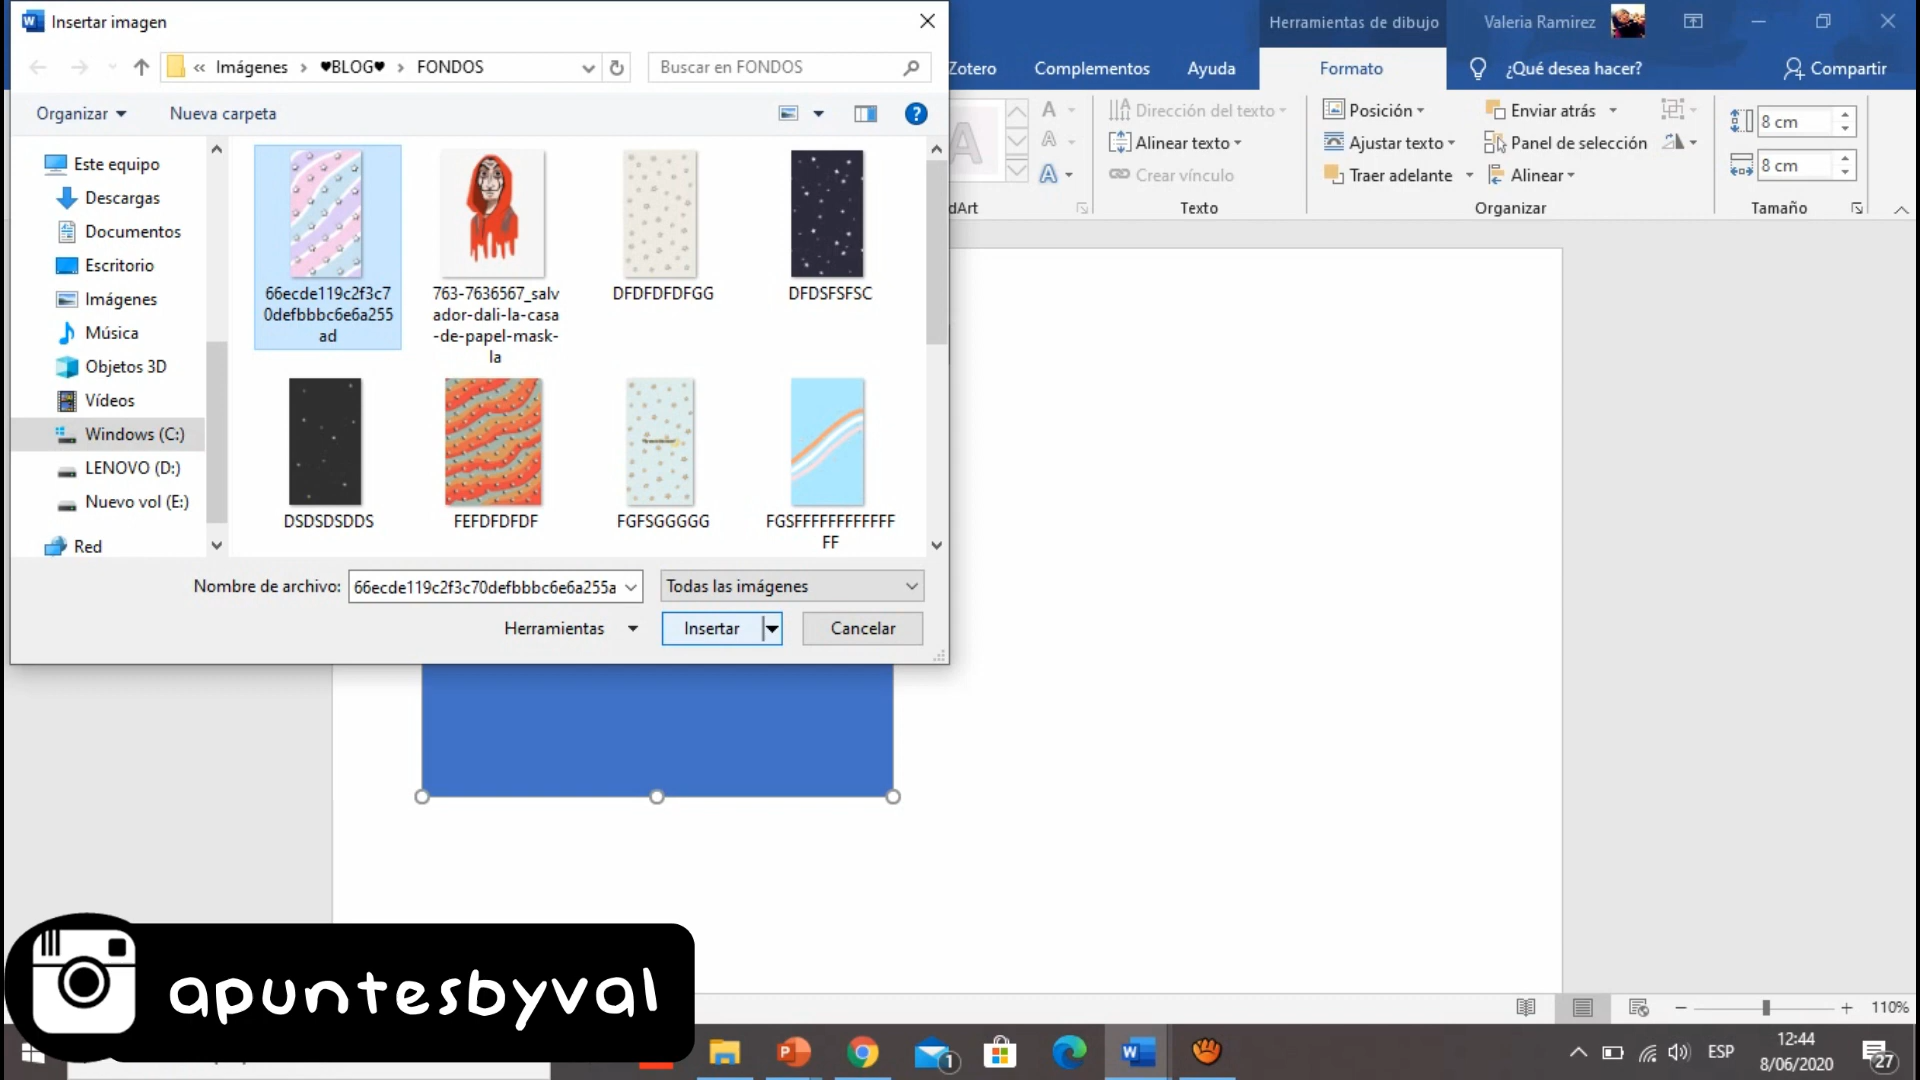 Insertar imagen
« Imágenes › ♥BLOG♥ › FONDOS
Buscar en FONDOS
Organizar
Nueva carpeta
Este equipo
Descargas
Documentos
Escritorio
Imágenes
Música
Objetos 3D
Vídeos
Windows (C:)
LENOVO (D:)
Nuevo vol (E:)
Red
66ecde119c2f3c7
0defbbbc6e6a255
ad
763-7636567_salv
ador-dali-la-casa
-de-papel-mask-
la
DFDFDFDFGG
DFDSFSFSC
DSDSDSDDS
FEFDFDFDF
FGFSGGGGG
FGSFFFFFFFFFFFF
FF
Nombre de archivo:
66ecde119c2f3c70defbbbc6e6a255a
Todas las imágenes
Herramientas
Insertar
Cancelar
Herramientas de dibujo
Valeria Ramirez
Zotero
Complementos
Ayuda
Formato
¿Qué desea hacer?
Compartir
Dirección del texto
Alinear texto
Crear vínculo
dArt
Texto
Posición
Ajustar texto
Traer adelante
Enviar atrás
Panel de selección
Alinear
Organizar
8 cm
8 cm
Tamaño
apuntesbyval
110%
1
ESP
12:44
8/06/2020
27